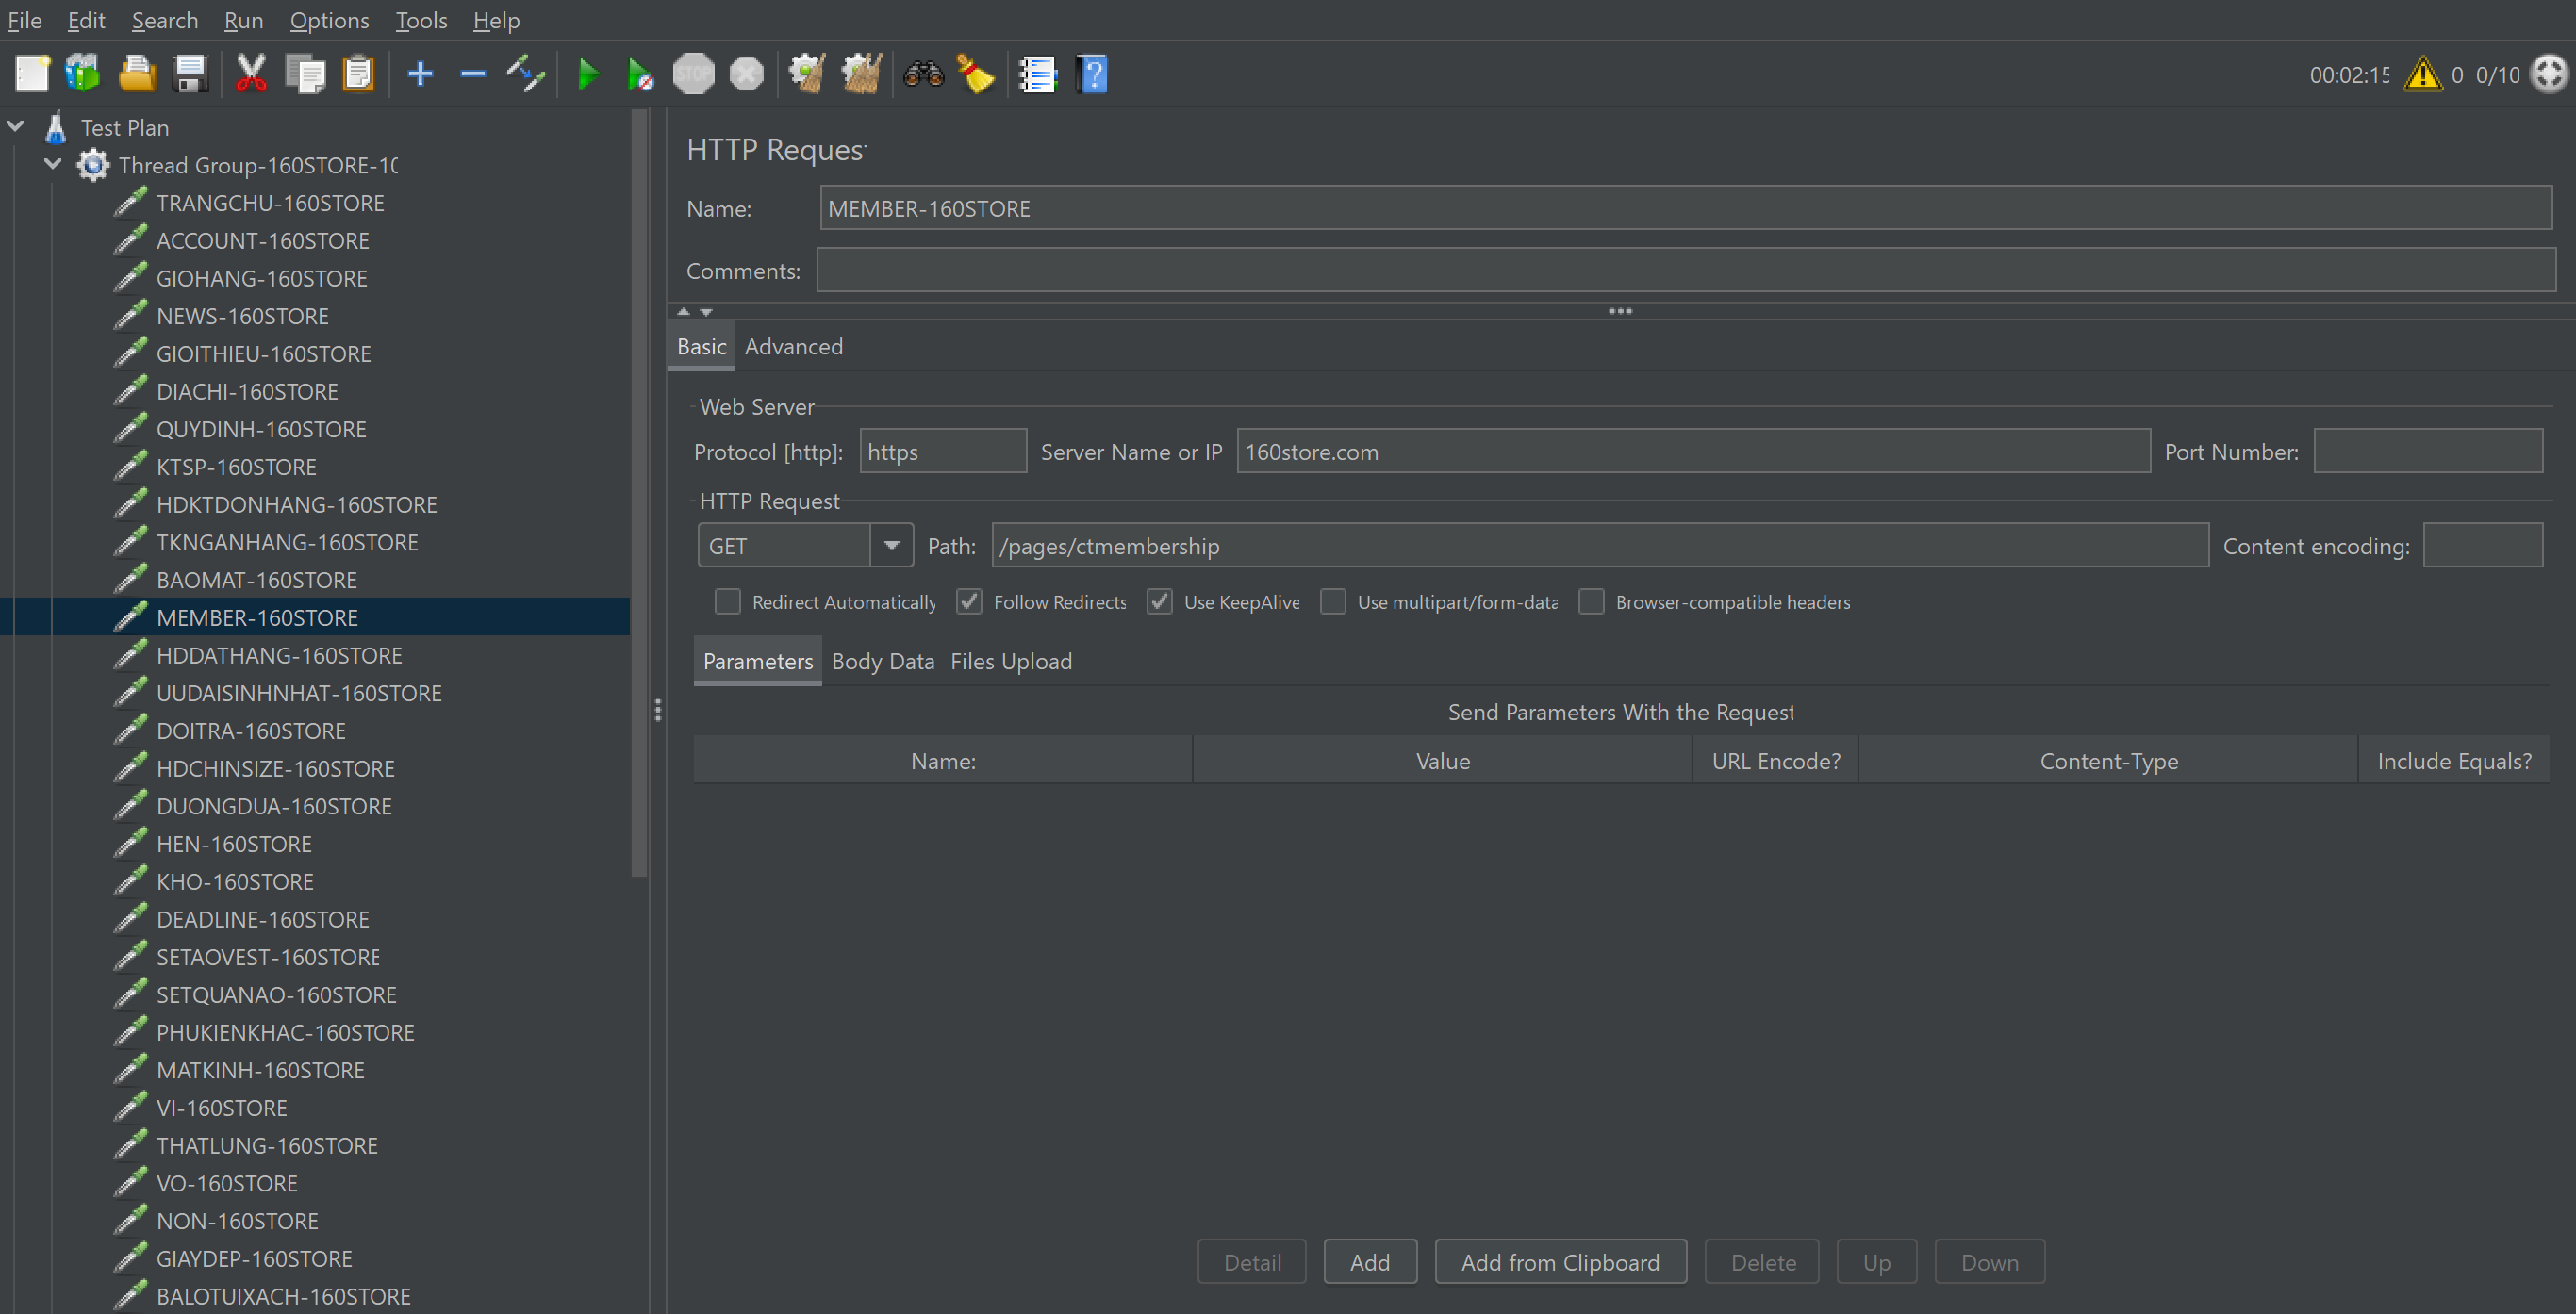 File Edit Search Run Options Tools Help
STOP
00:02:15 0 0/10
Test Plan
Thread Group-160STORE-10
TRANGCHU-160STORE
ACCOUNT-160STORE
GIOHANG-160STORE
NEWS-160STORE
GIOITHIEU-160STORE
DIACHI-160STORE
QUYDINH-160STORE
KTSP-160STORE
HDKTDONHANG-160STORE
TKNGANHANG-160STORE
BAOMAT-160STORE
MEMBER-160STORE
HDDATHANG-160STORE
UUDAISINHNHAT-160STORE
DOITRA-160STORE
HDCHINSIZE-160STORE
DUONGDUA-160STORE
HEN-160STORE
KHO-160STORE
DEADLINE-160STORE
SETAOVEST-160STORE
SETQUANAO-160STORE
PHUKIENKHAC-160STORE
MATKINH-160STORE
VI-160STORE
THATLUNG-160STORE
VO-160STORE
NON-160STORE
GIAYDEP-160STORE
BALOTUIXACH-160STORE
HTTP Request
Name: MEMBER-160STORE
Comments:
Basic Advanced
Web Server
Protocol [http]: https Server Name or IP 160store.com Port Number:
HTTP Request
GET Path: /pages/ctmembership Content encoding:
Redirect Automatically Follow Redirects Use KeepAlive Use multipart/form-data Browser-compatible headers
Parameters Body Data Files Upload
Send Parameters With the Request
Name: Value URL Encode? Content-Type Include Equals?
Detail Add Add from Clipboard Delete Up Down